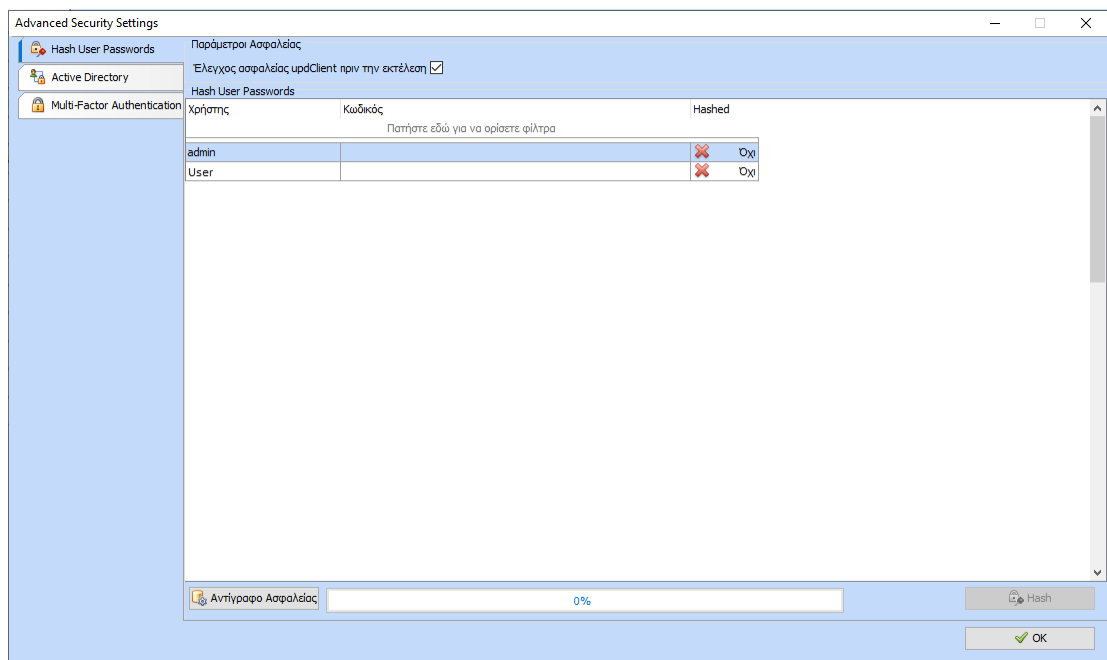 Advanced Security Settings
Hash User Passwords
Active Directory
Multi-Factor Authentication
Παράμετροι Ασφαλείας
Έλεγχος ασφαλείας updClient πριν την εκτέλεση
Hash User Passwords
Χρήστης Κωδικός Hashed
Πατήστε εδώ για να ορίσετε φίλτρα
admin Όχι
User Όχι
Αντίγραφο Ασφαλείας 0% Hash
OK